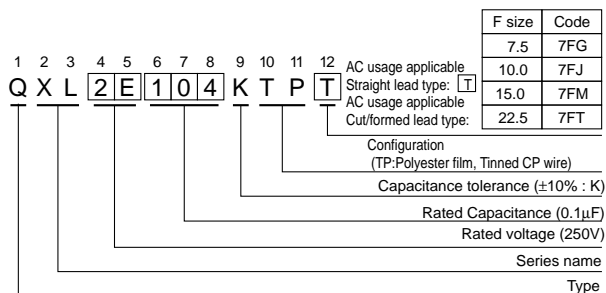 F size Code
7.5 7FG
10.0 7FJ
15.0 7FM
22.5 7FT
1 2 3 4 5 6 7 8 9 10 11 12
Q X L 2 E 1 0 4 K T P T
AC usage applicable
Straight lead type: T
AC usage applicable
Cut/formed lead type:
Configuration
(TP:Polyester film, Tinned CP wire)
Capacitance tolerance (±10% : K)
Rated Capacitance (0.1μF)
Rated voltage (250V)
Series name
Type